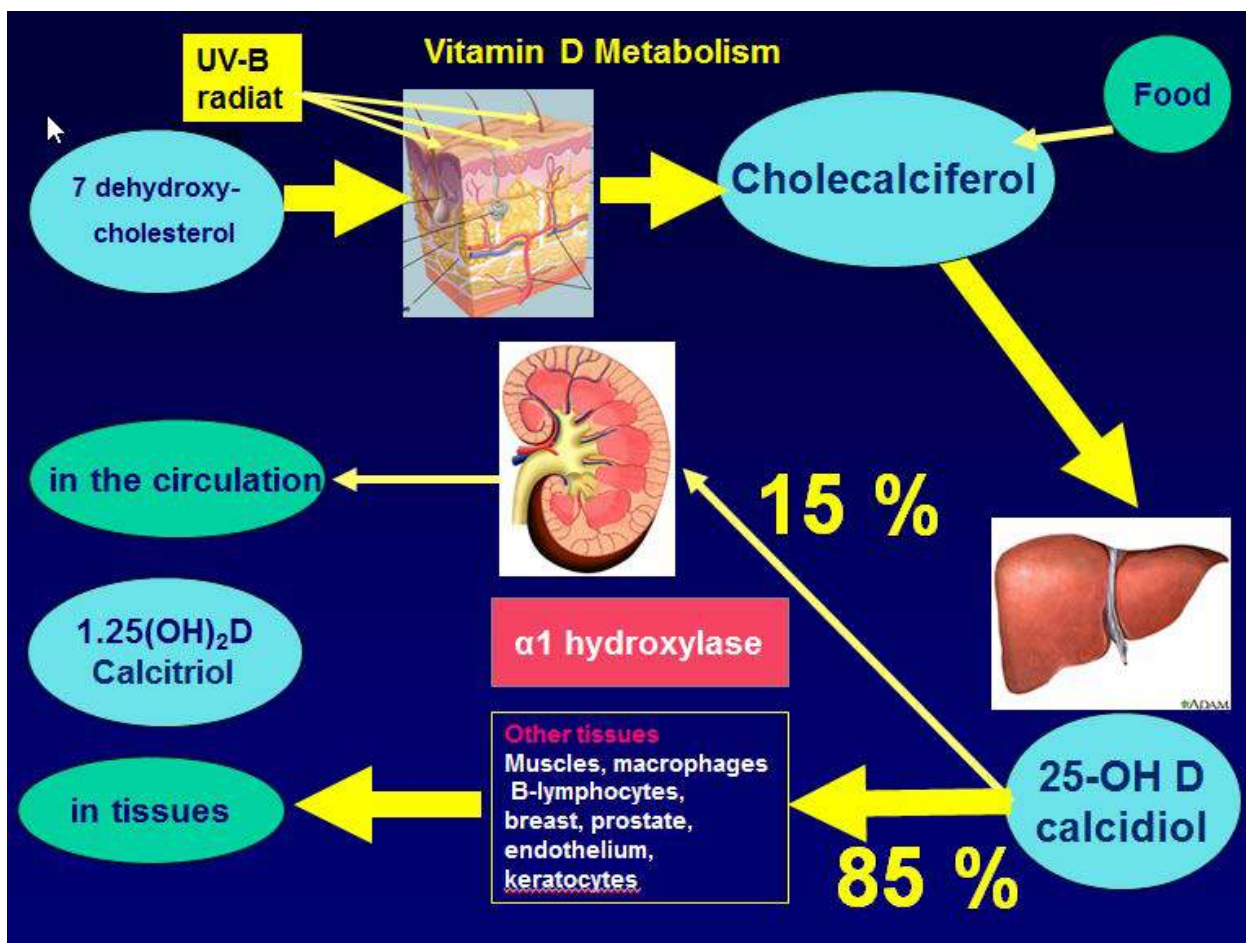 Vitamin D Metabolism
UV-B
radiat
Food
7 dehydroxy-
cholesterol
Cholecalciferol
in the circulation
15 %
1.25(OH)₂D
Calcitriol
α1 hydroxylase
ADAM
Other tissues
Muscles, macrophages
B-lymphocytes,
breast, prostate,
endothelium,
keratocytes
in tissues
25-OH D
calcidiol
85 %